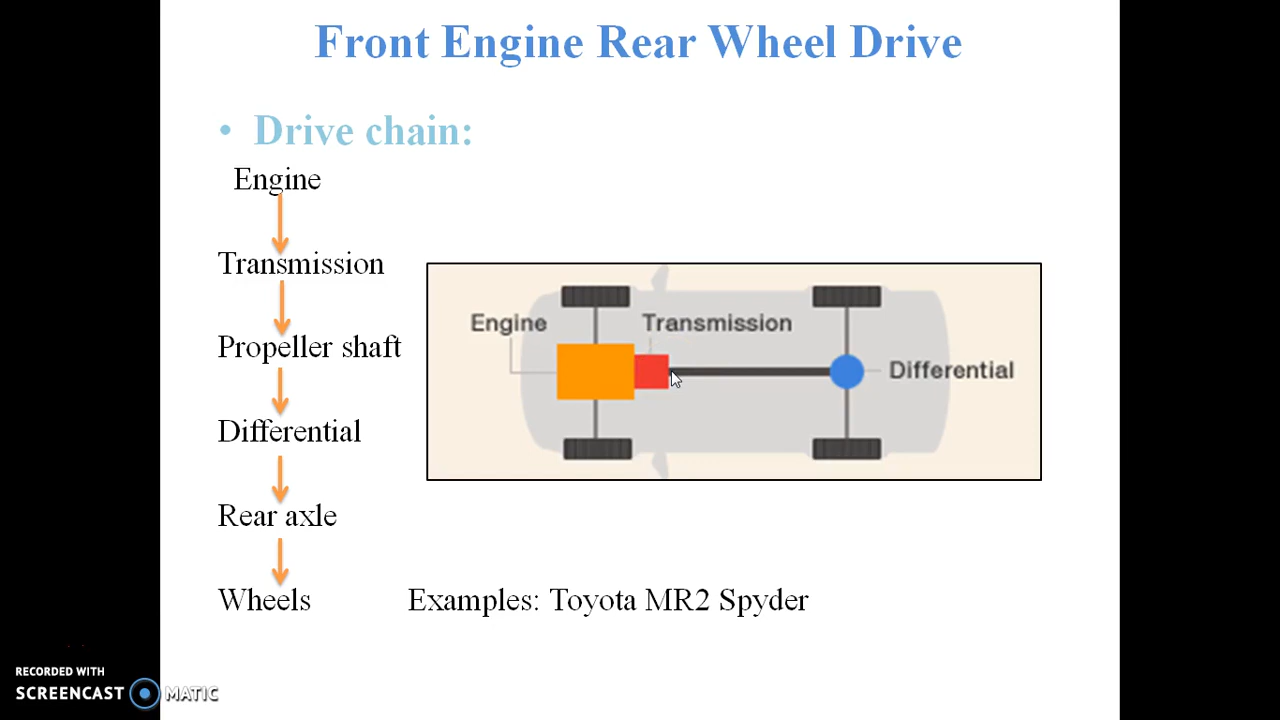 Front Engine Rear Wheel Drive
• Drive chain:
Engine
Transmission
Propeller shaft
Differential
Rear axle
Wheels
Examples: Toyota MR2 Spyder
Engine
Transmission
Differential
RECORDED WITH
SCREENCAST MATIC